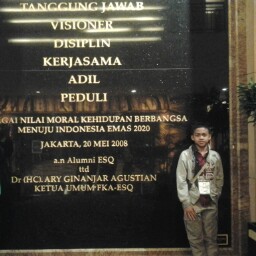 TANGGUNG JAWAB
VISIONER
DISIPLIN
KERJASAMA
ADIL
PEDULI
GAI NILAI MORAL KEHIDUPAN BERBANGSA
MENUJU INDONESIA EMAS 2020
JAKARTA, 20 MEI 2008
a.n Alumni ESQ
ttd
Dr (HC). ARY GINANJAR AGUSTIAN
KETUA UMUM FKA-ESQ